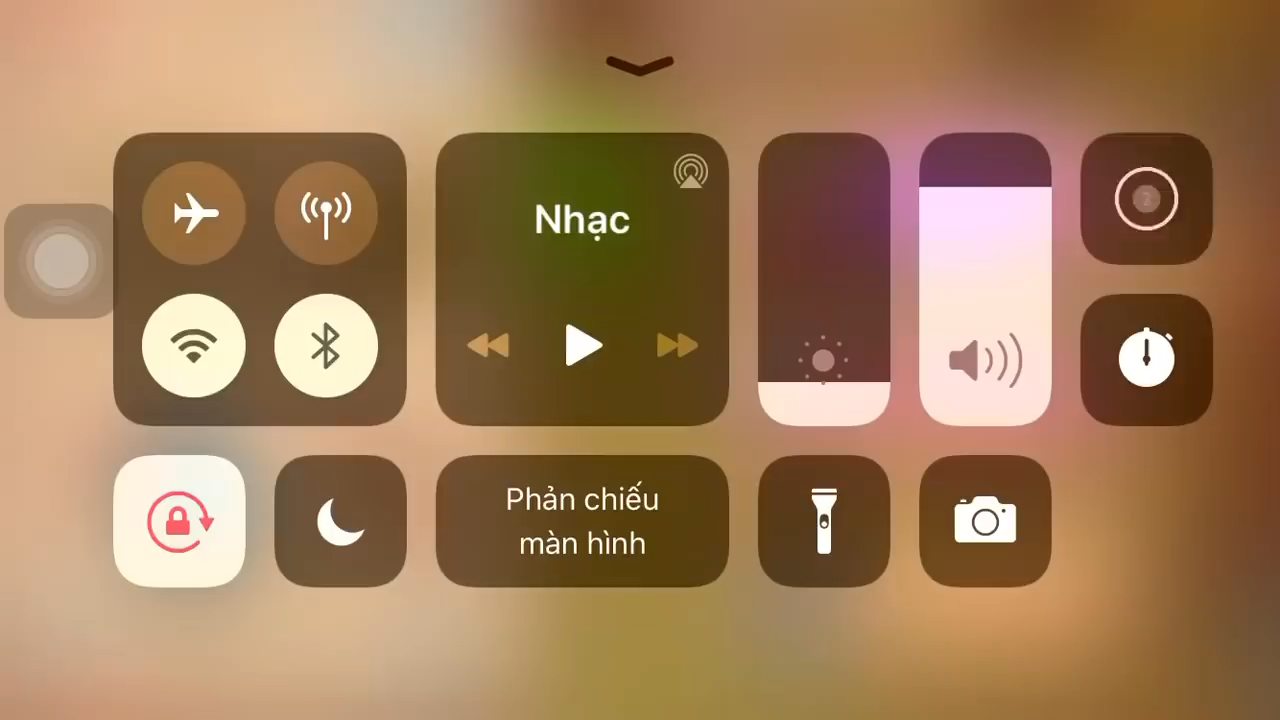 Nhạc
Phản chiếu
màn hình